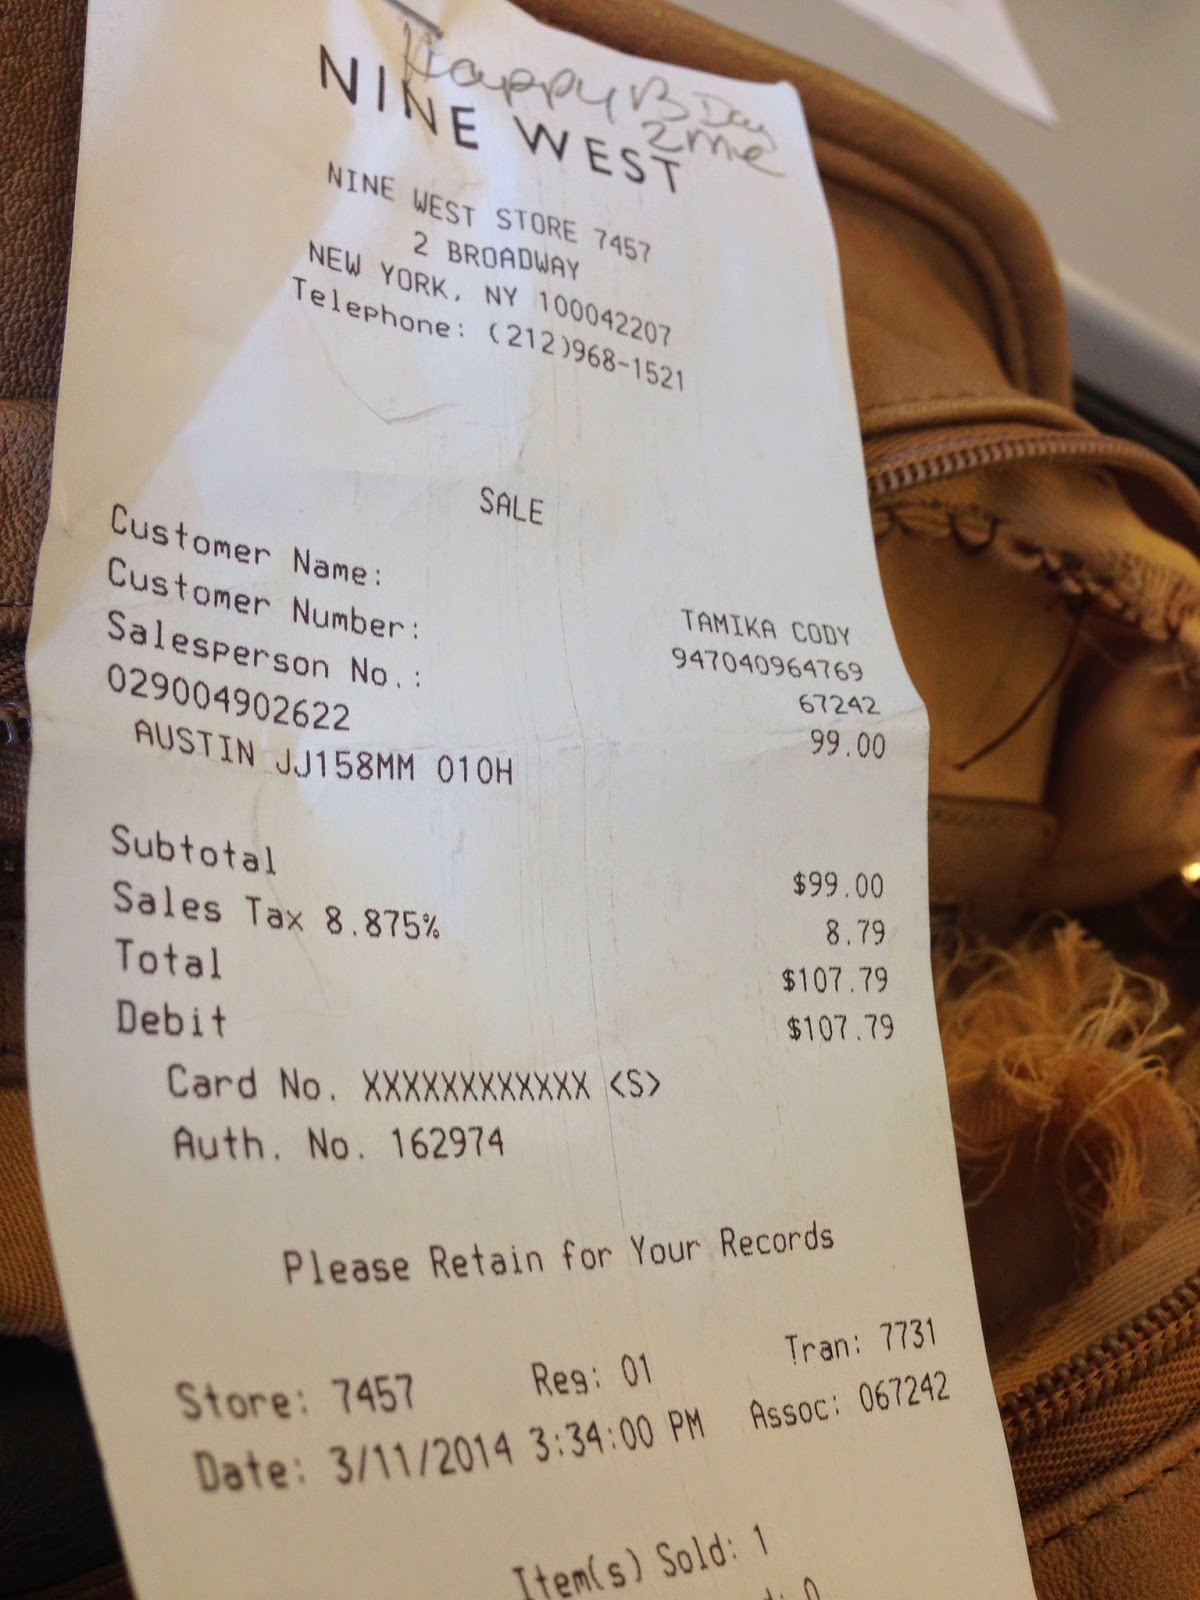 Happy B Day
2 me
NINE WEST
NINE WEST STORE 7457
2 BROADWAY
NEW YORK, NY 100042207
Telephone: (212)968-1521
SALE
Customer Name: TAMIKA CODY
Customer Number: 947040964769
Salesperson No.: 67242
029004902622 99.00
AUSTIN JJ158MM 010H
Subtotal $99.00
Sales Tax 8.875% 8.79
Total $107.79
Debit $107.79
Card No. XXXXXXXXXXXX <S>
Auth. No. 162974
Please Retain for Your Records
Store: 7457 Reg: 01 Tran: 7731
Date: 3/11/2014 3:34:00 PM Assoc: 067242
Item(s) Sold: 1